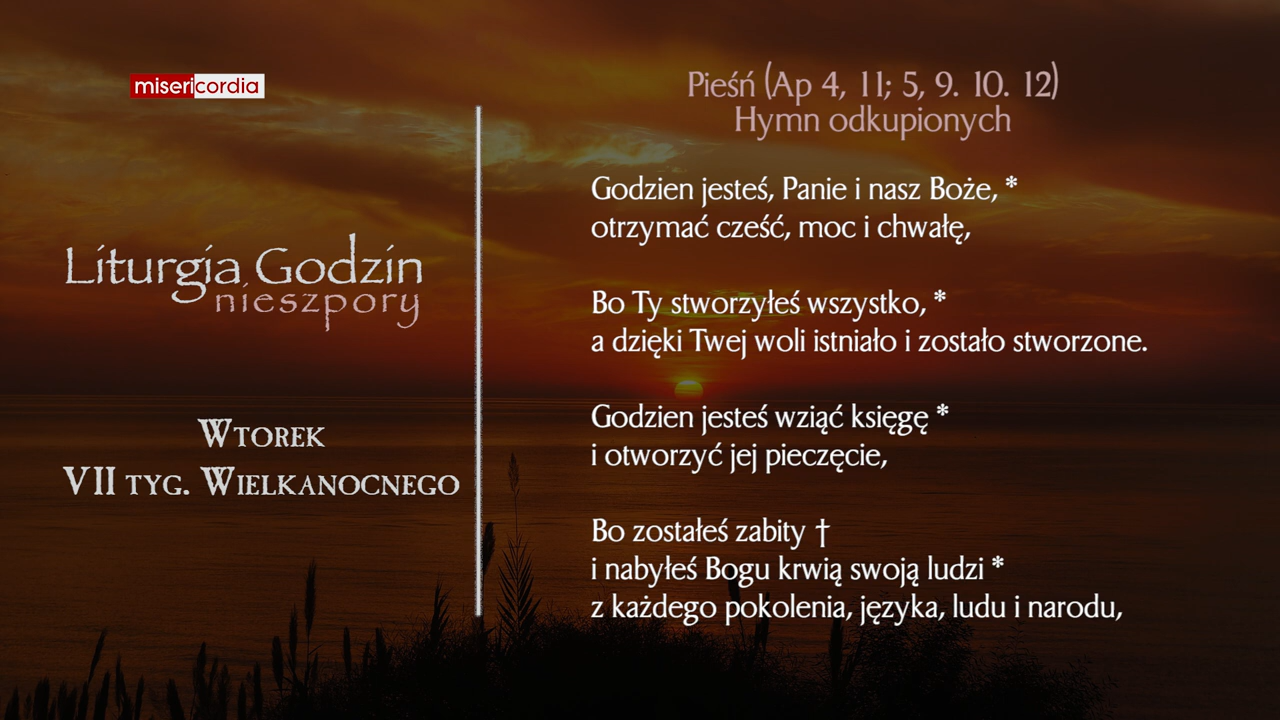 misericordia
Liturgia Godzin
nieszpory
Wtorek
VII tyg. Wielkanocnego
Pieśń (Ap 4, 11; 5, 9. 10. 12)
Hymn odkupionych
Godzien jesteś, Panie i nasz Boże, *
otrzymać cześć, moc i chwałę,
Bo Ty stworzyłeś wszystko, *
a dzięki Twej woli istniało i zostało stworzone.
Godzien jesteś wziąć księgę *
i otworzyć jej pieczęcie,
Bo zostałeś zabity †
i nabyłeś Bogu krwią swoją ludzi *
z każdego pokolenia, języka, ludu i narodu,